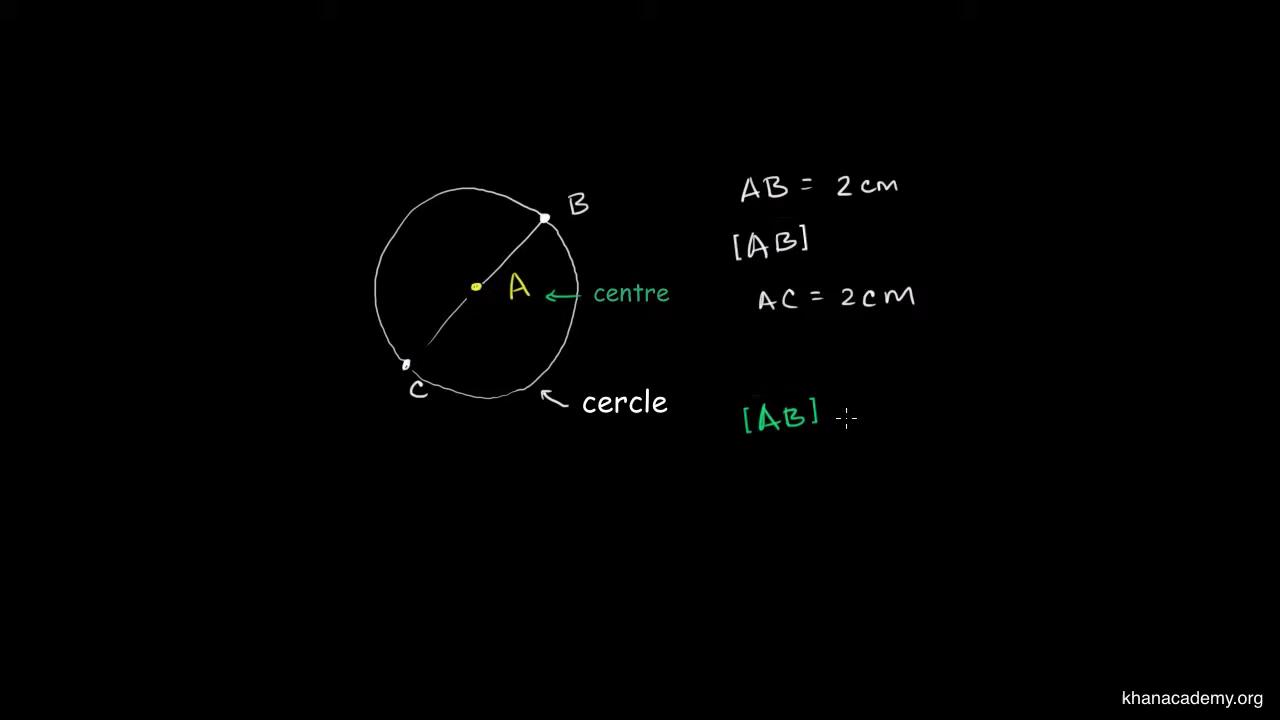 B
AB = 2 cm
[AB]
A ← centre
AC = 2 cm
C
cercle
[AB]
khanacademy.org